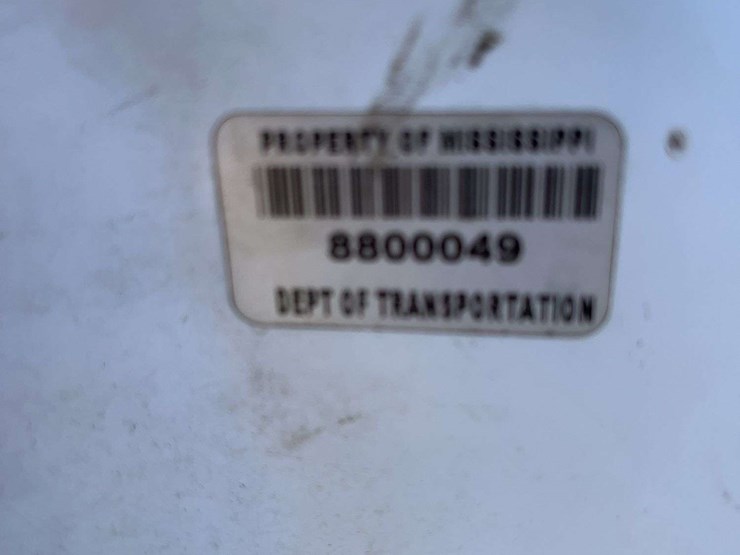 PROPERTY OF MISSISSIPPI
8800049
DEPT OF TRANSPORTATION